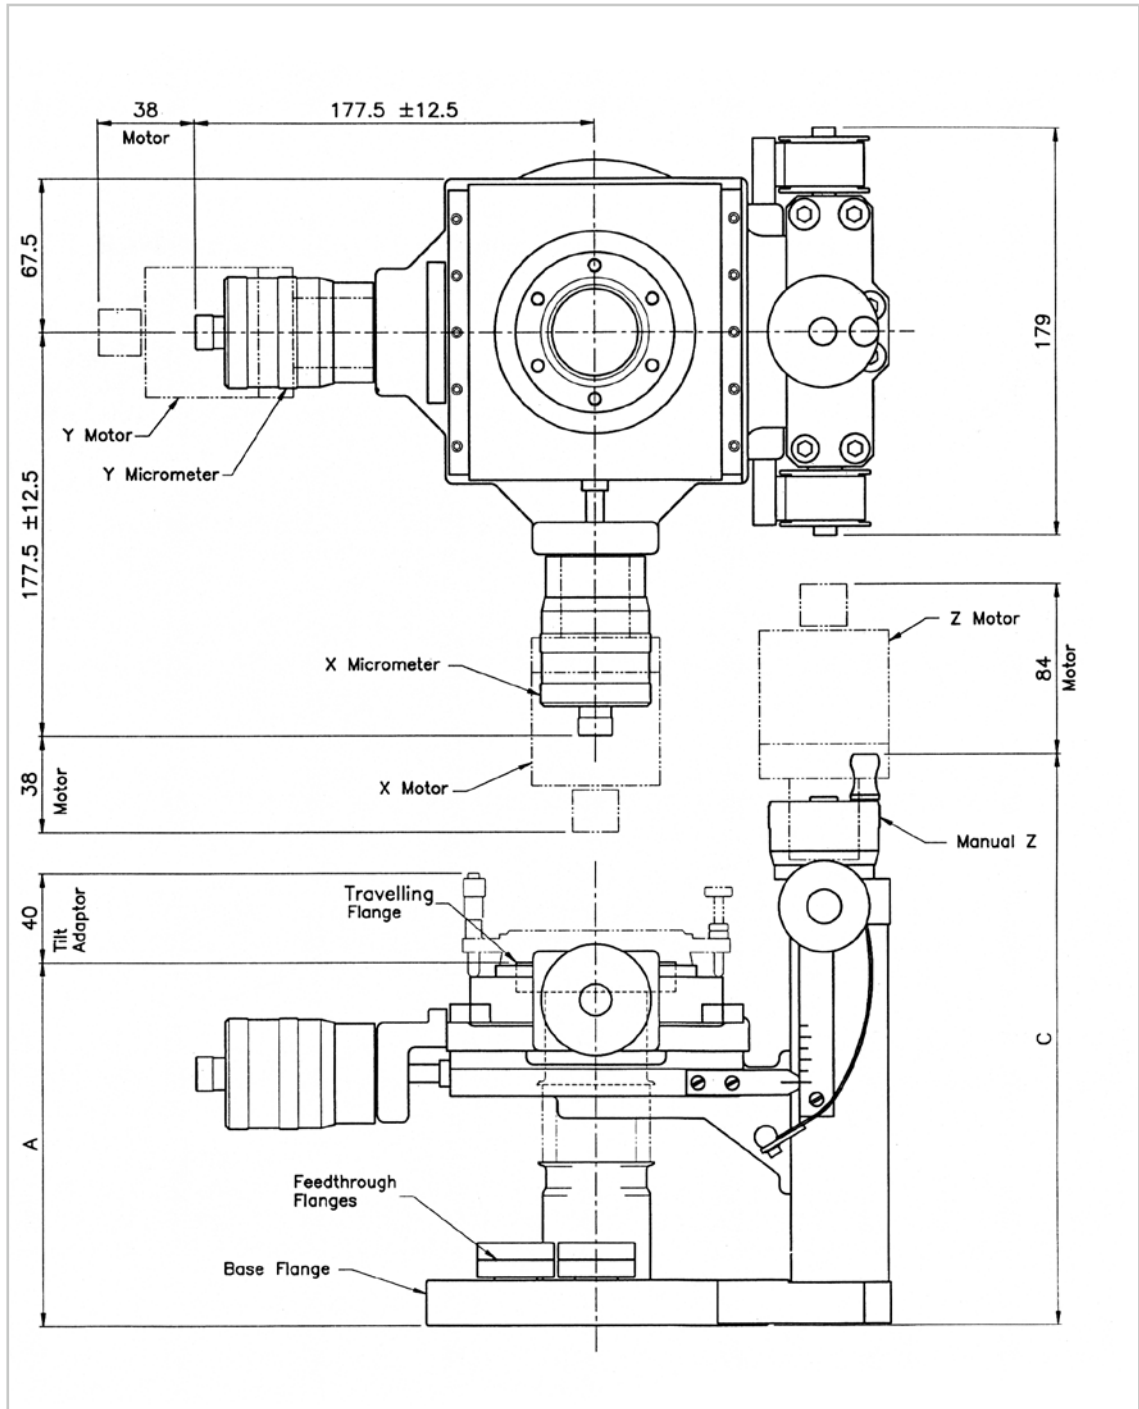 38
Motor
177.5 ±12.5
67.5
179
Y Motor
Y Micrometer
177.5 ±12.5
Z Motor
84
Motor
X Micrometer
38
Motor
X Motor
Manual Z
40
Tilt
Adaptor
Travelling
Flange
C
A
Feedthrough
Flanges
Base Flange